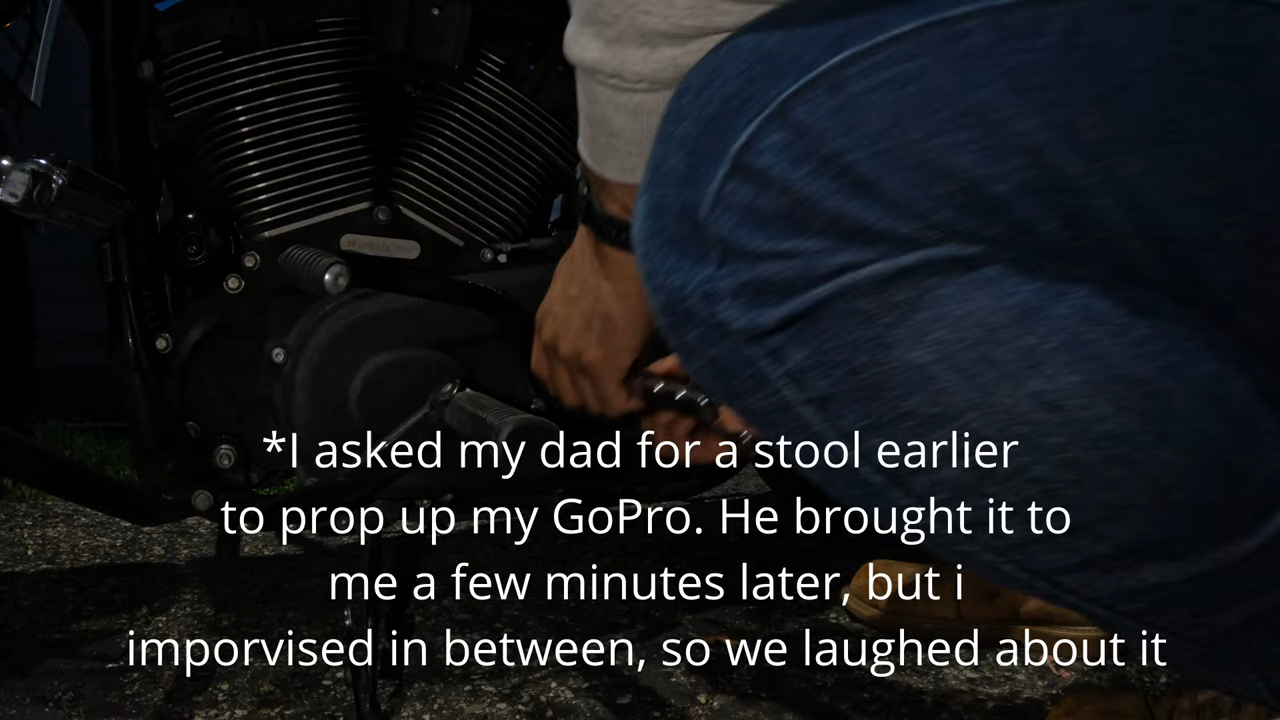 *I asked my dad for a stool earlier
to prop up my GoPro. He brought it to
me a few minutes later, but i
imporvised in between, so we laughed about it